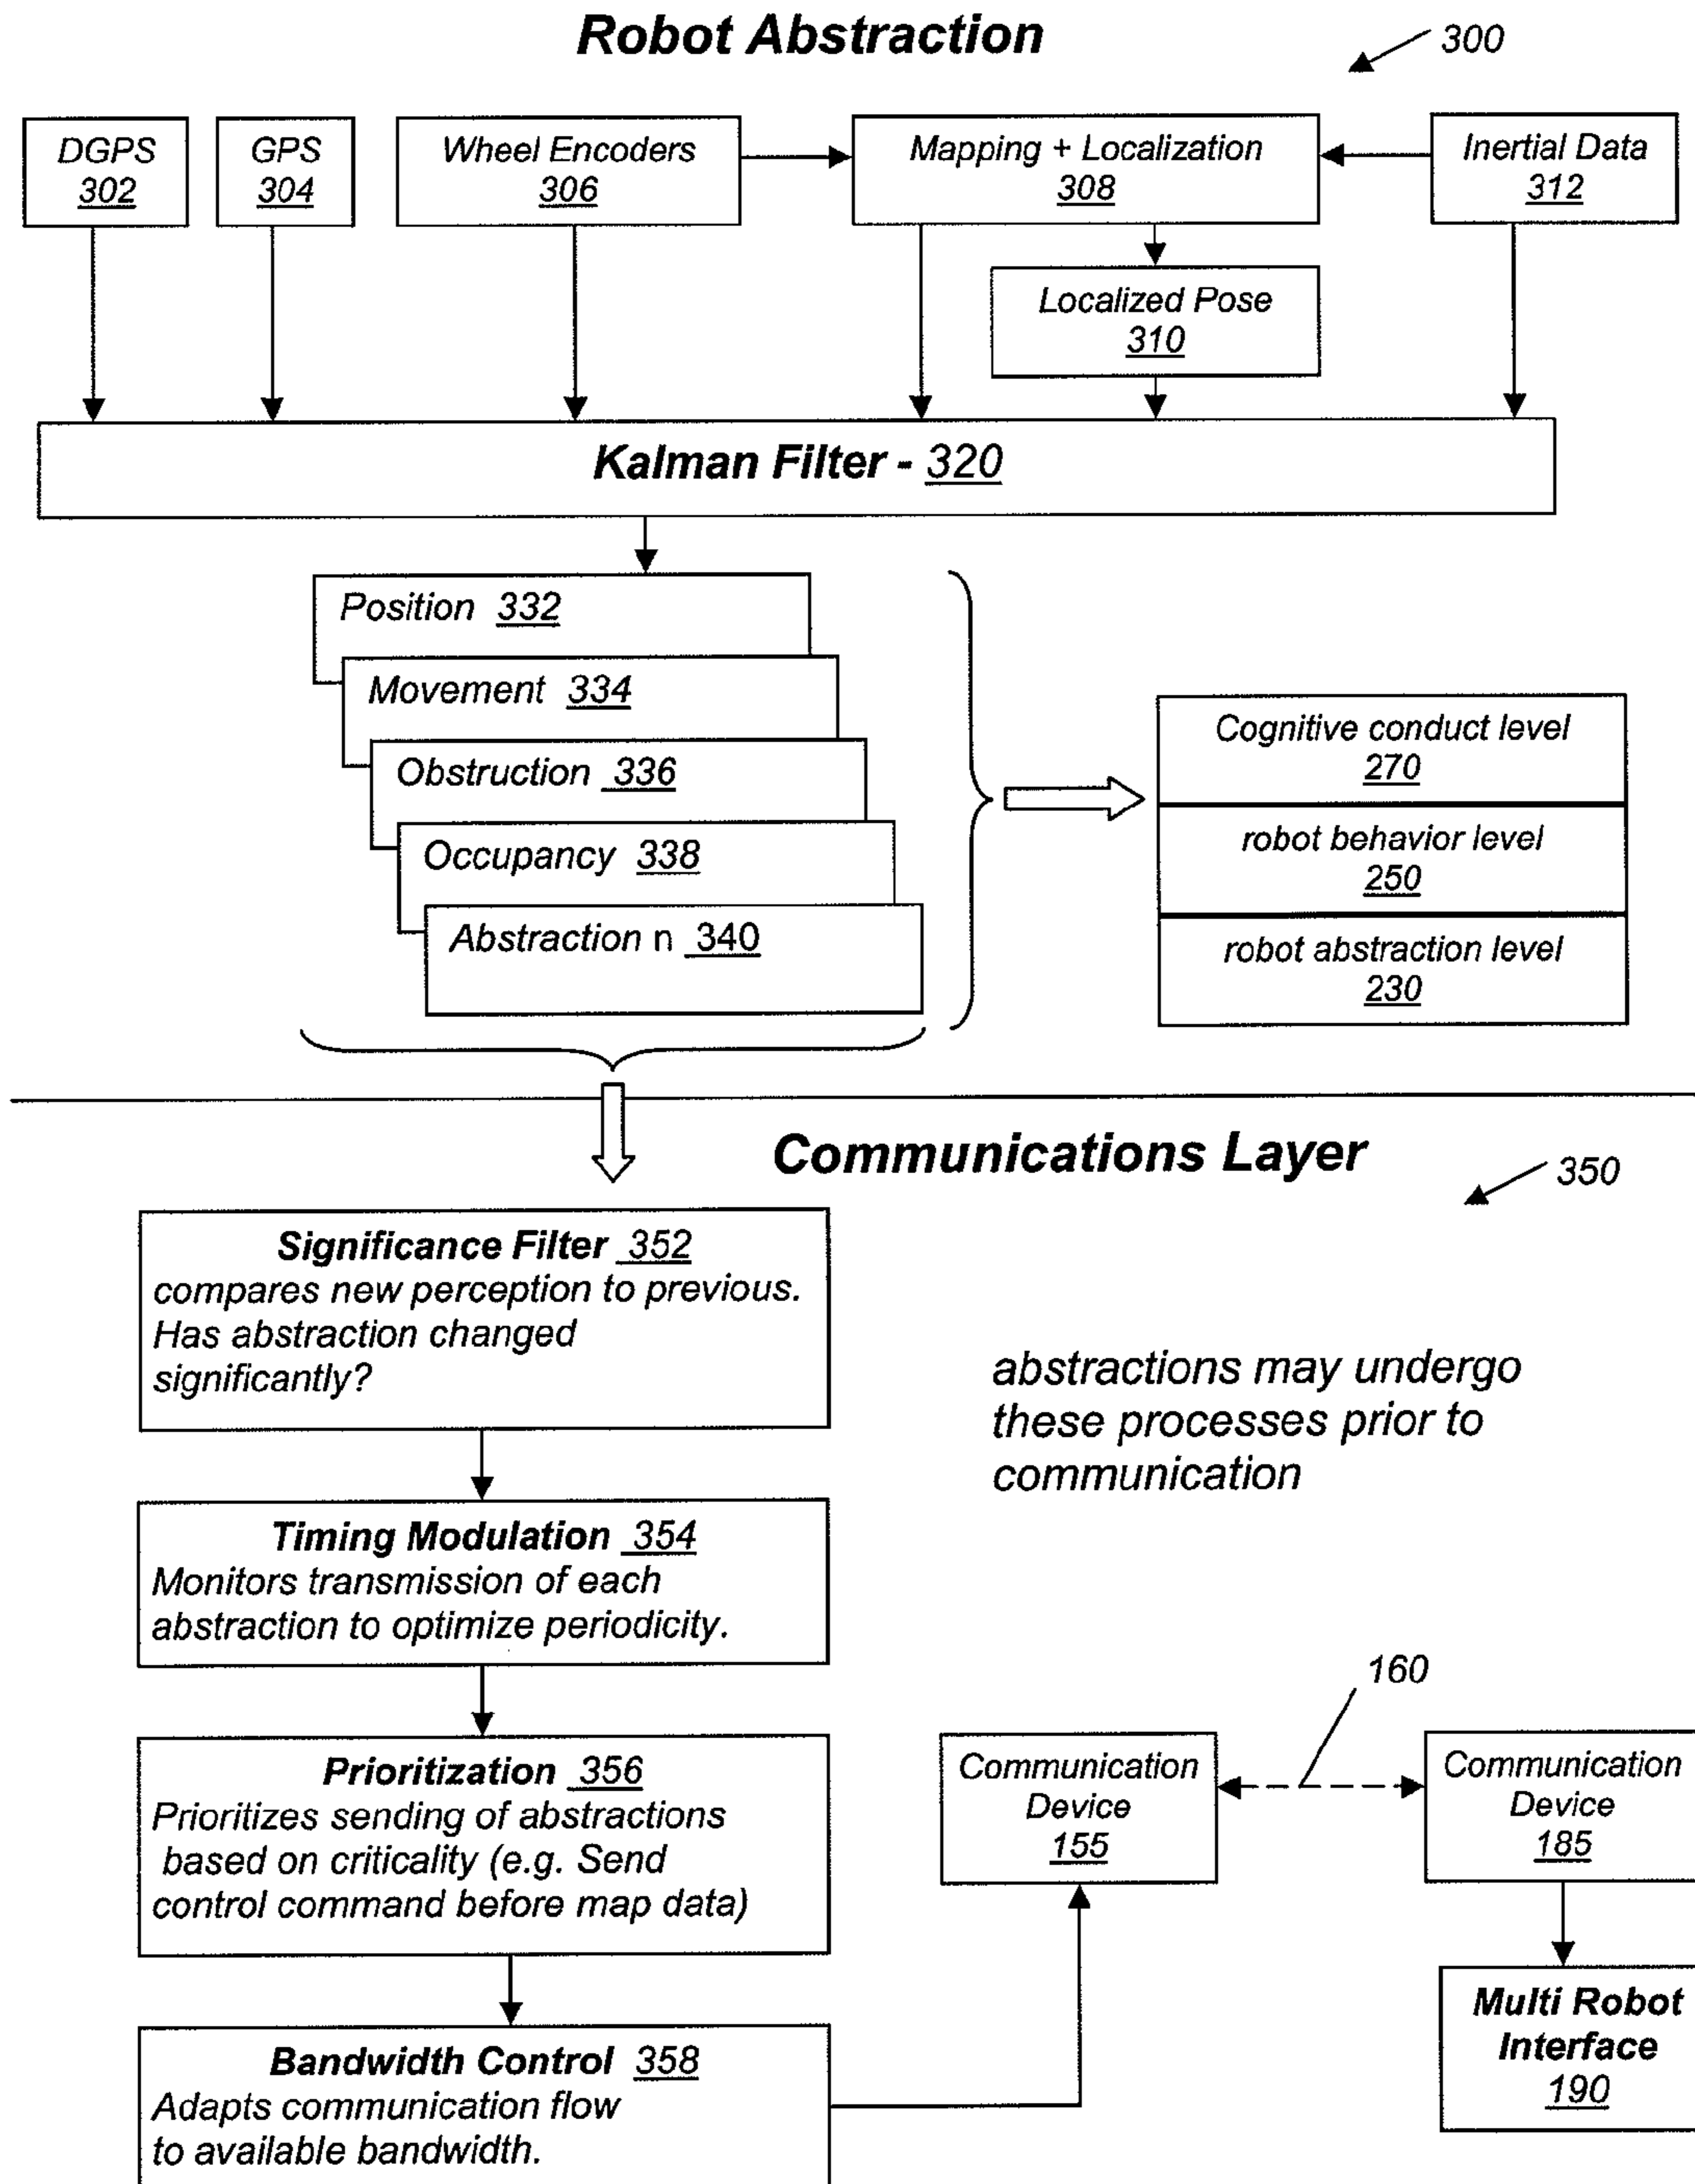 Robot Abstraction
300
DGPS
302
GPS
304
Wheel Encoders
306
Mapping + Localization
308
Inertial Data
312
Localized Pose
310
Kalman Filter - 320
Position 332
Movement 334
Obstruction 336
Occupancy 338
Abstraction n 340
Cognitive conduct level
270
robot behavior level
250
robot abstraction level
230
Communications Layer
350
Significance Filter 352
compares new perception to previous.
Has abstraction changed
significantly?
abstractions may undergo
these processes prior to
communication
Timing Modulation 354
Monitors transmission of each
abstraction to optimize periodicity.
Prioritization 356
Prioritizes sending of abstractions
based on criticality (e.g. Send
control command before map data)
160
Communication
Device
155
Communication
Device
185
Bandwidth Control 358
Adapts communication flow
to available bandwidth.
Multi Robot
Interface
190